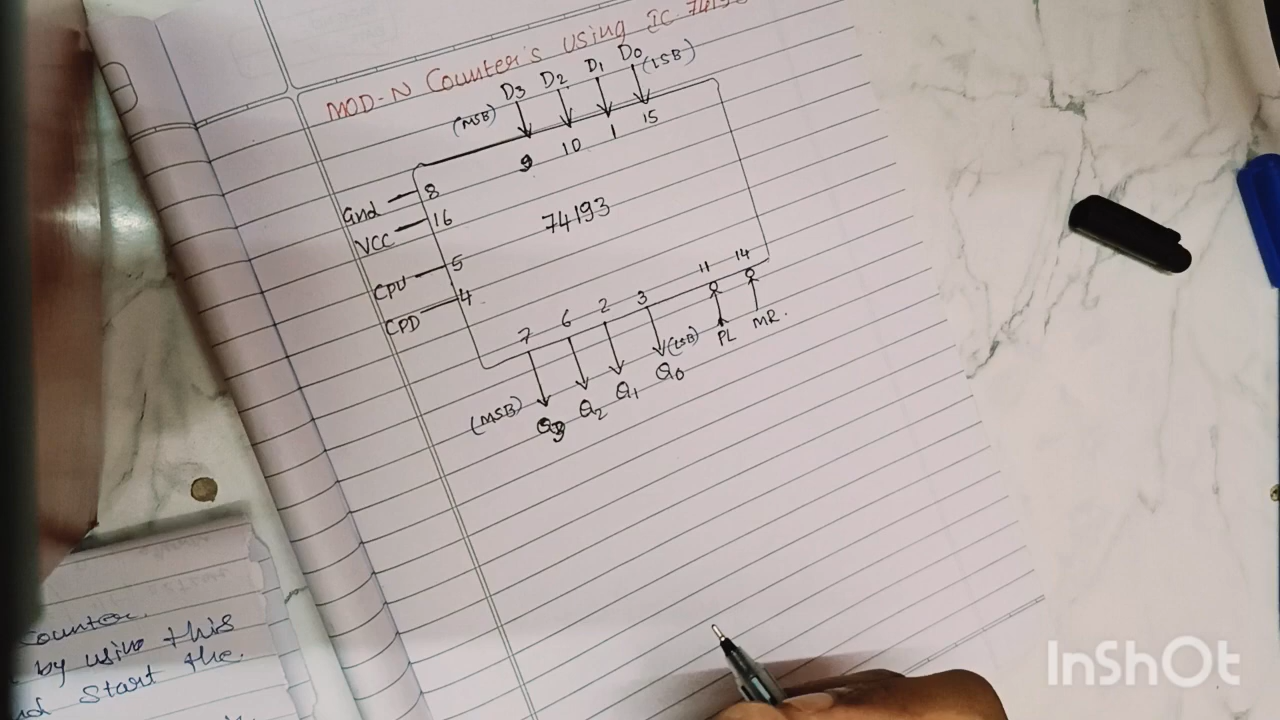 MOD-N Counter's using IC 74193
(MSB) D3 D2 D1 D0 (LSB)
9 10 1 15
Gnd 8
VCC 16
74193
CPU 5
CPD 4
7 6 2 3 11 14
(MSB) Q3 Q2 Q1 Q0 (LSB) PL MR.
Counter.
by using this
Start the
InShOt